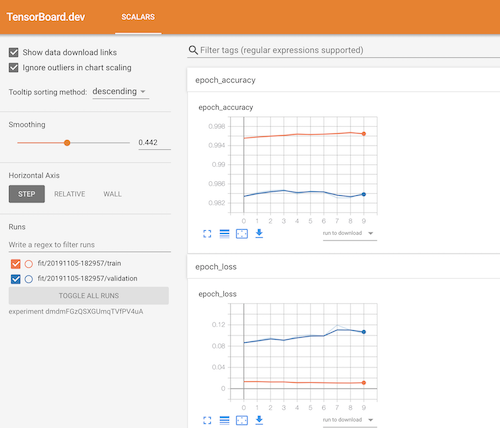 TensorBoard.dev SCALARS
Show data download links
Ignore outliers in chart scaling
Tooltip sorting method: descending
Smoothing
0.442
Horizontal Axis
STEP RELATIVE WALL
Runs
Write a regex to filter runs
fit/20191105-182957/train
fit/20191105-182957/validation
TOGGLE ALL RUNS
experiment dmdmFGzQSXGUmqTVfPV4uA
Filter tags (regular expressions supported)
epoch_accuracy
epoch_accuracy
0.996
0.994
0.99
0.986
0.982
0 1 2 3 4 5 6 7 8 9
run to download
epoch_loss
epoch_loss
0.12
0.08
0.04
0
0 1 2 3 4 5 6 7 8 9
run to download